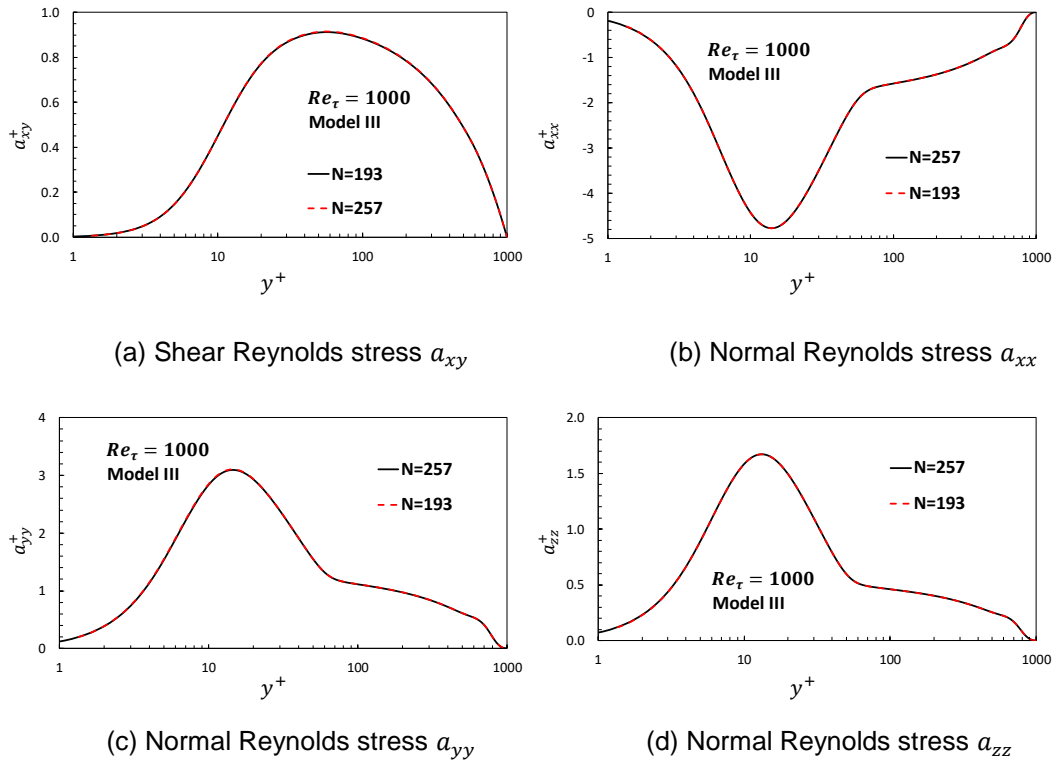 1.0
0.8
0.6
0.4
0.2
0.0
a⁺xy
Reτ = 1000
Model III
N=193
N=257
1 10 100 1000
y⁺
(a) Shear Reynolds stress axy
0
-1
-2
-3
-4
-5
a⁺xx
Reτ = 1000
Model III
N=257
N=193
1 10 100 1000
y⁺
(b) Normal Reynolds stress axx
4
3
2
1
0
a⁺yy
Reτ = 1000
Model III
N=257
N=193
1 10 100 1000
y⁺
(c) Normal Reynolds stress ayy
2.0
1.5
1.0
0.5
0.0
a⁺zz
N=257
N=193
Reτ = 1000
Model III
1 10 100 1000
y⁺
(d) Normal Reynolds stress azz